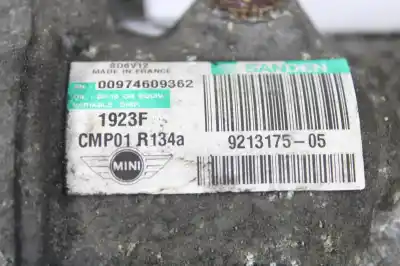 SD6V12
MADE IN FRANCE
SANDEN
00974609362
1923F
CMP01 R134a
MINI
9213175-05